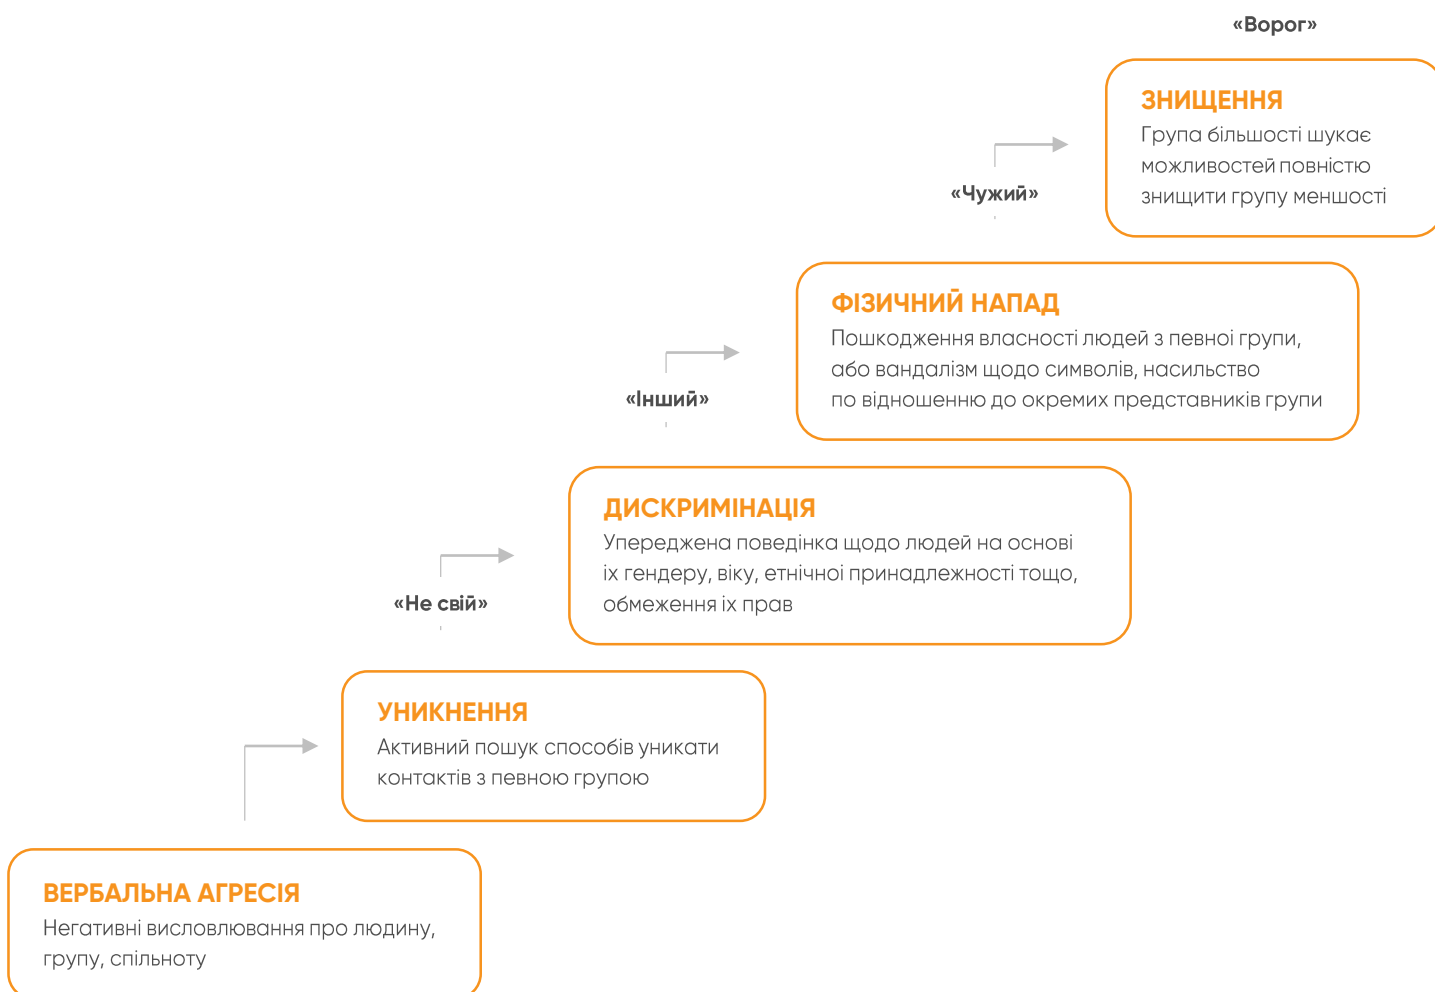 «Ворог»
ЗНИЩЕННЯ
Група більшості шукає
можливостей повністю
знищити групу меншості
«Чужий»
ФІЗИЧНИЙ НАПАД
Пошкодження власності людей з певної групи,
або вандалізм щодо символів, насильство
по відношенню до окремих представників групи
«Інший»
ДИСКРИМІНАЦІЯ
Упереджена поведінка щодо людей на основі
їх гендеру, віку, етнічної принадлежності тощо,
обмеження їх прав
«Не свій»
УНИКНЕННЯ
Активний пошук способів уникати
контактів з певною групою
ВЕРБАЛЬНА АГРЕСІЯ
Негативні висловлювання про людину,
групу, спільноту